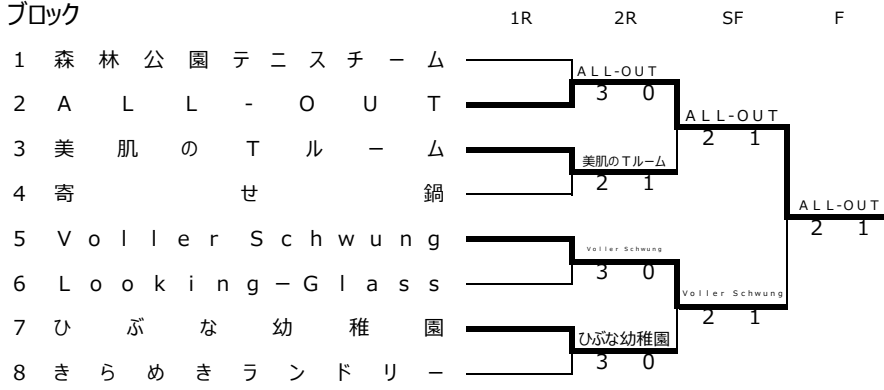 ブロック
1R 2R SF F
1 森林公園テニスチーム
ALL-OUT
3 0
2 ALL-OUT
ALL-OUT
2 1
3 美肌のTルーム
美肌のTルーム
2 1
4 寄せ鍋
ALL-OUT
2 1
5 Voller Schwung
Voller Schwung
3 0
6 Looking－Glass
Voller Schwung
2 1
7 ひぶな幼稚園
ひぶな幼稚園
3 0
8 きらめきランドリー